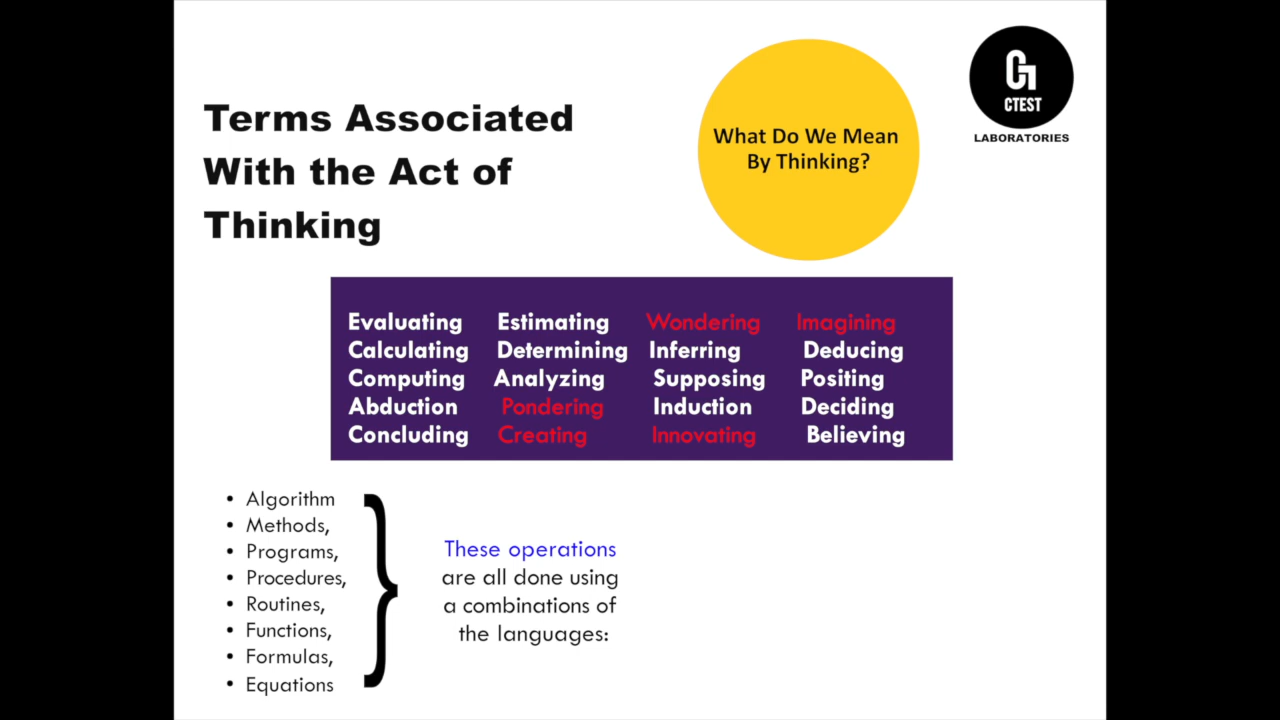 Terms Associated
With the Act of
Thinking
What Do We Mean
By Thinking?
CTEST
LABORATORIES
Evaluating Estimating Wondering Imagining
Calculating Determining Inferring Deducing
Computing Analyzing Supposing Positing
Abduction Pondering Induction Deciding
Concluding Creating Innovating Believing
• Algorithm
• Methods,
• Programs,
• Procedures,
• Routines,
• Functions,
• Formulas,
• Equations
These operations
are all done using
a combinations of
the languages: